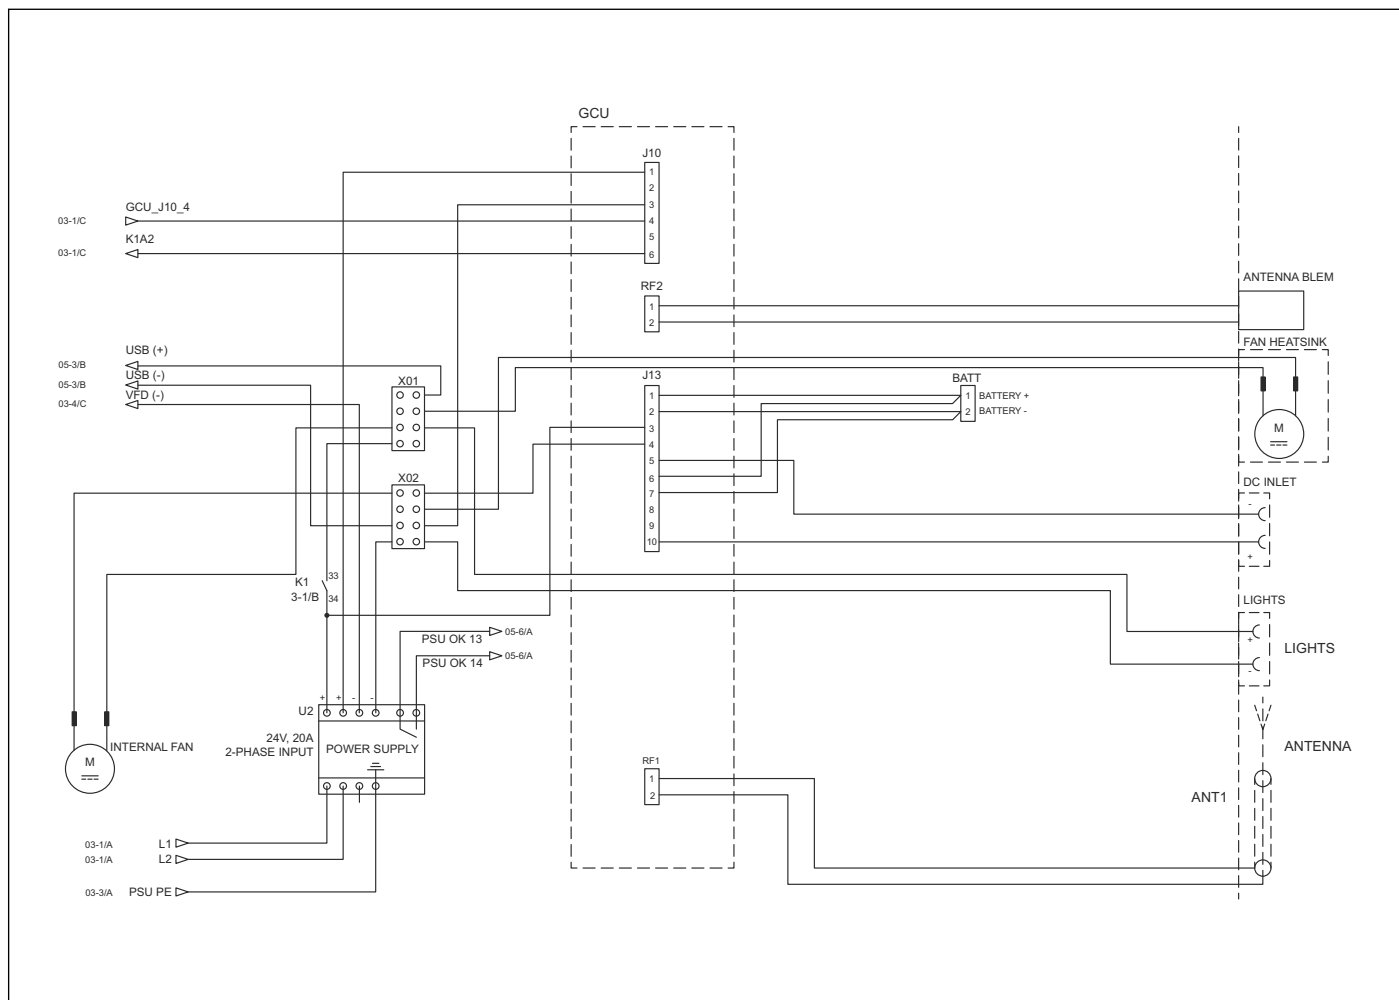 GCU
J10
1
2
3
4
5
6
GCU_J10_4
03-1/C
K1A2
03-1/C
RF2
1
2
ANTENNA BLEM
FAN HEATSINK
M
USB (+)
05-3/B
USB (-)
05-3/B
VFD (-)
03-4/C
X01
X02
J13
1
2
3
4
5
6
7
8
9
10
BATT
1 BATTERY +
2 BATTERY -
DC INLET
-
+
K1
3-1/B
33
34
LIGHTS
+
-
LIGHTS
PSU OK 13
05-6/A
PSU OK 14
05-6/A
+ + - -
U2
24V, 20A
2-PHASE INPUT
POWER SUPPLY
INTERNAL FAN
M
RF1
1
2
ANTENNA
ANT1
03-1/A L1
03-1/A L2
03-3/A PSU PE